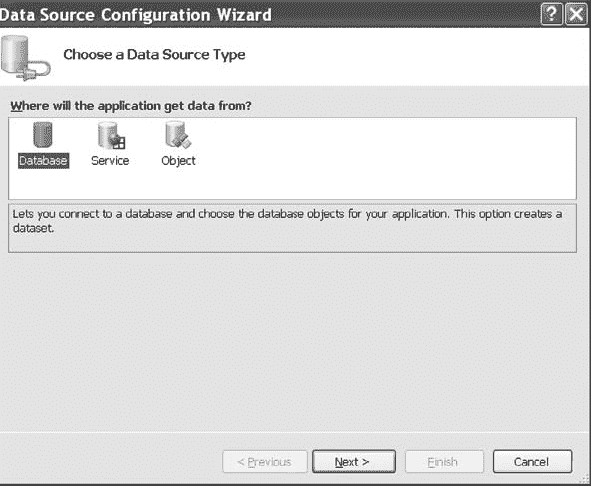 Data Source Configuration Wizard
Choose a Data Source Type
Where will the application get data from?
Database Service Object
Lets you connect to a database and choose the database objects for your application. This option creates a
dataset.
< Previous Next > Finish Cancel